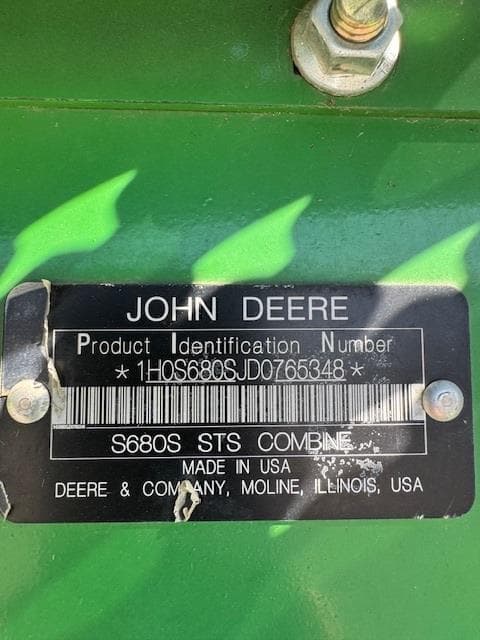 JOHN DEERE
Product Identification Number
*1H0S680SJD0765348*
S680S STS COMBINE
MADE IN USA
DEERE & COMPANY, MOLINE, ILLINOIS, USA